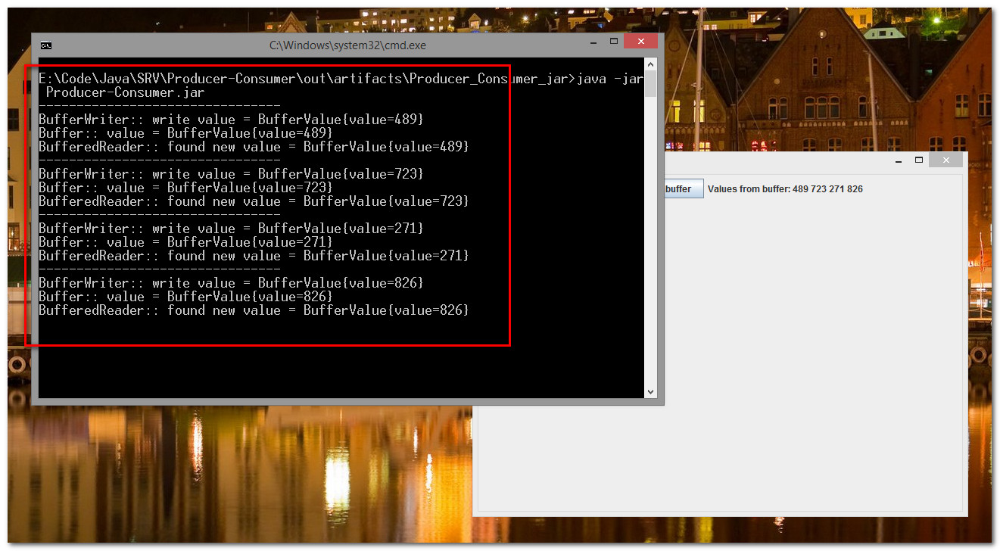 C:\Windows\system32\cmd.exe
E:\Code\Java\SRV\Producer-Consumer\out\artifacts\Producer_Consumer_jar>java -jar
 Producer-Consumer.jar
--------------------------------
BufferWriter:: write value = BufferValue{value=489}
Buffer:: value = BufferValue{value=489}
BufferedReader:: found new value = BufferValue{value=489}
--------------------------------
BufferWriter:: write value = BufferValue{value=723}
Buffer:: value = BufferValue{value=723}
BufferedReader:: found new value = BufferValue{value=723}
--------------------------------
BufferWriter:: write value = BufferValue{value=271}
Buffer:: value = BufferValue{value=271}
BufferedReader:: found new value = BufferValue{value=271}
--------------------------------
BufferWriter:: write value = BufferValue{value=826}
Buffer:: value = BufferValue{value=826}
BufferedReader:: found new value = BufferValue{value=826}
buffer Values from buffer: 489 723 271 826